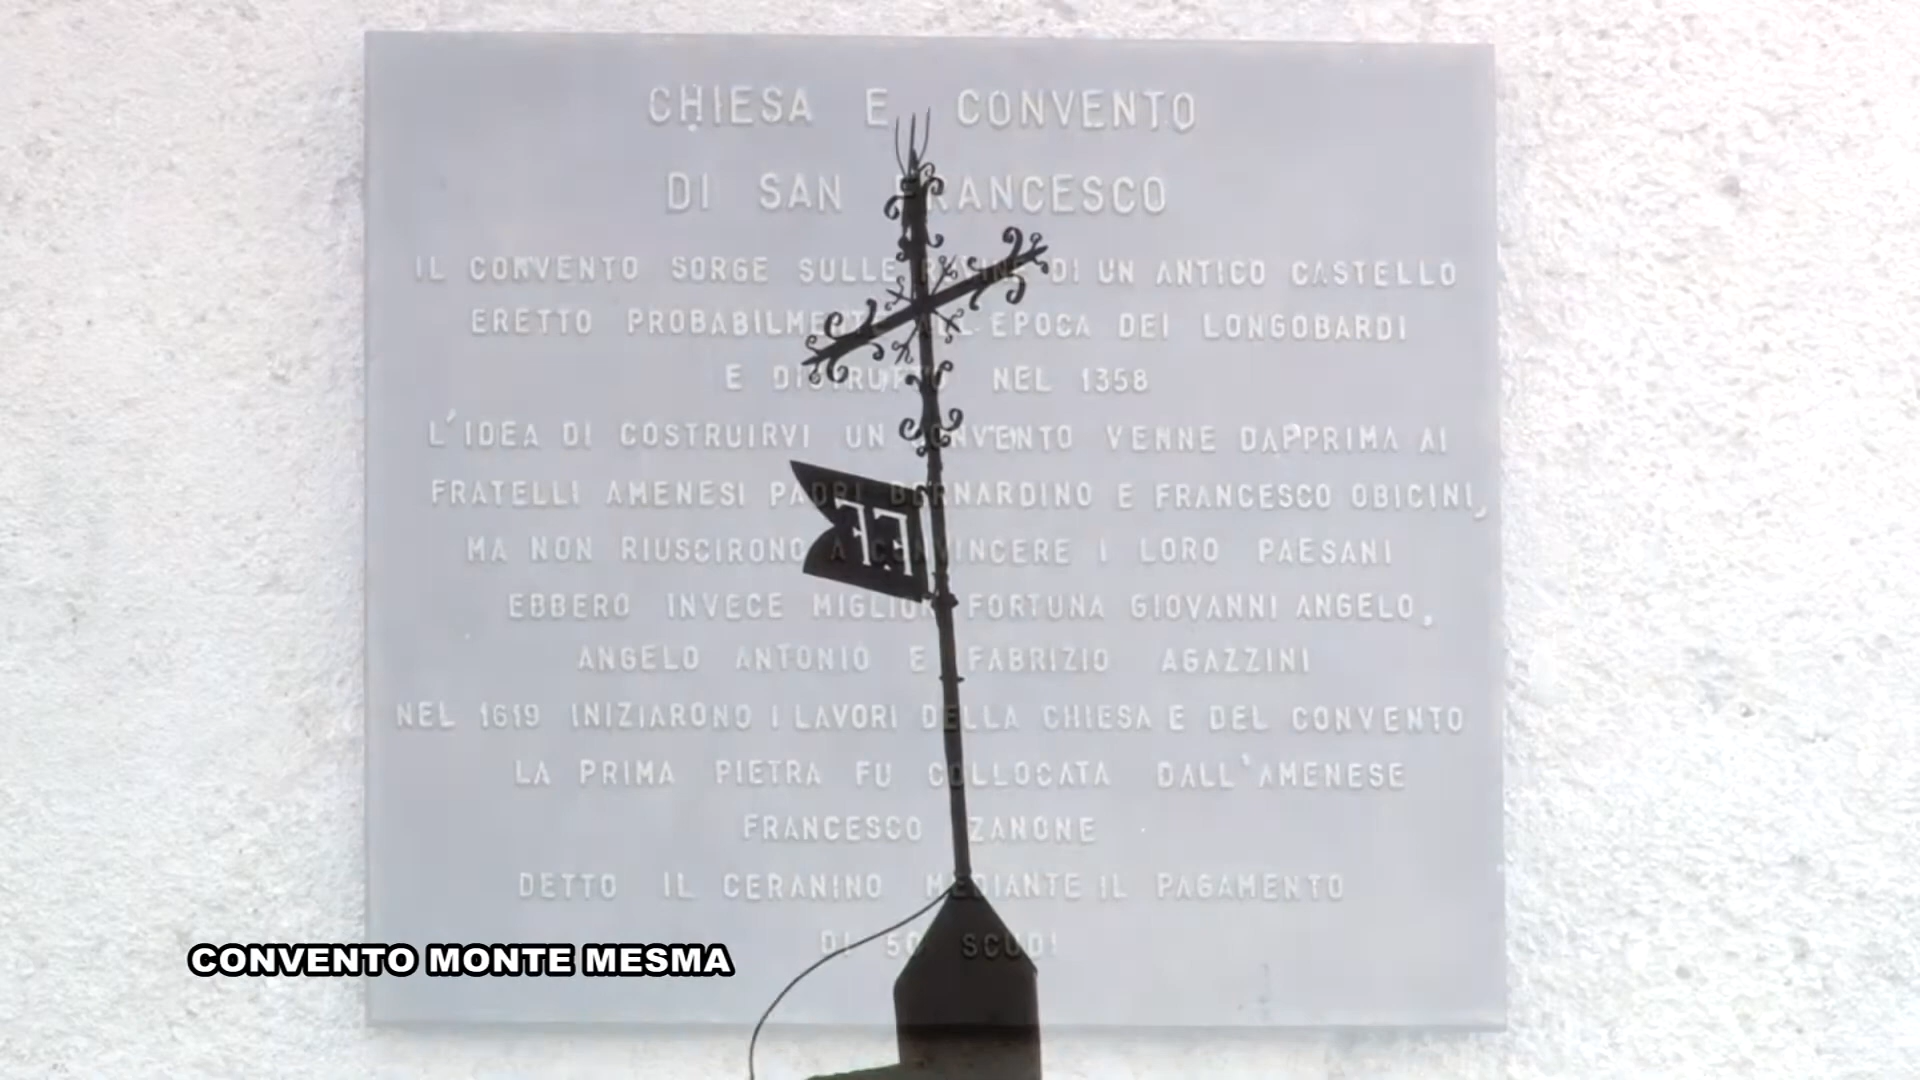 CHIESA E CONVENTO
DI SAN FRANCESCO
IL CONVENTO SORGE SULLE ROVINE DI UN ANTICO CASTELLO
ERETTO PROBABILMENTE EPOCA DEI LONGOBARDI
E DISTRUTTO NEL 1358
L'IDEA DI COSTRUIRVI UN CONVENTO VENNE DAPPRIMA AI
FRATELLI AMENESI PADRI BERNARDINO E FRANCESCO OBICINI,
MA NON RIUSCIRONO A CONVINCERE I LORO PAESANI
EBBERO INVECE MIGLIOR FORTUNA GIOVANNI ANGELO,
ANGELO ANTONIO E FABRIZIO AGAZZINI
NEL 1619 INIZIARONO I LAVORI DELLA CHIESA E DEL CONVENTO
LA PRIMA PIETRA FU COLLOCATA DALL'AMENESE
FRANCESCO ZANONE
DETTO IL CERANINO MEDIANTE IL PAGAMENTO
DI 50 SCUDI
CONVENTO MONTE MESMA